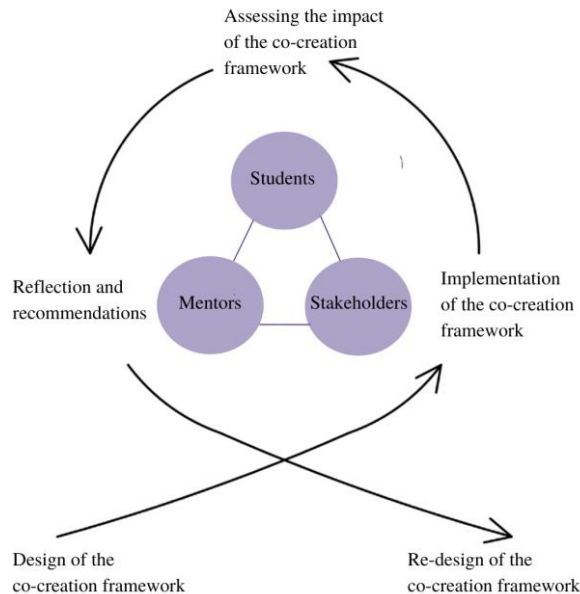 Assessing the impact
of the co-creation
framework
Students
Mentors
Stakeholders
Reflection and
recommendations
Implementation
of the co-creation
framework
Design of the
co-creation framework
Re-design of the
co-creation framework